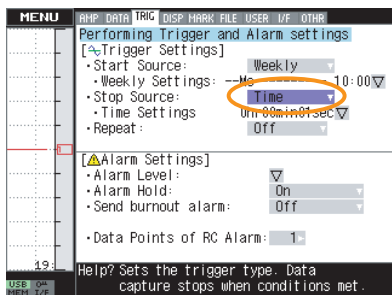 MENU AMP DATA TRIG DISP MARK FILE USER I/F OTHR
Performing Trigger and Alarm settings
[Trigger Settings]
・Start Source: Weekly
・Weekly Settings: --Mo---------- 10:00
・Stop Source: Time
・Time Settings 0h 00min01sec
・Repeat: Off
[Alarm Settings]
・Alarm Level:
・Alarm Hold: On
・Send burnout alarm: Off
・Data Points of RC Alarm: 1
19:
Help? Sets the trigger type. Data
capture stops when conditions met.
USB
MEM I/F